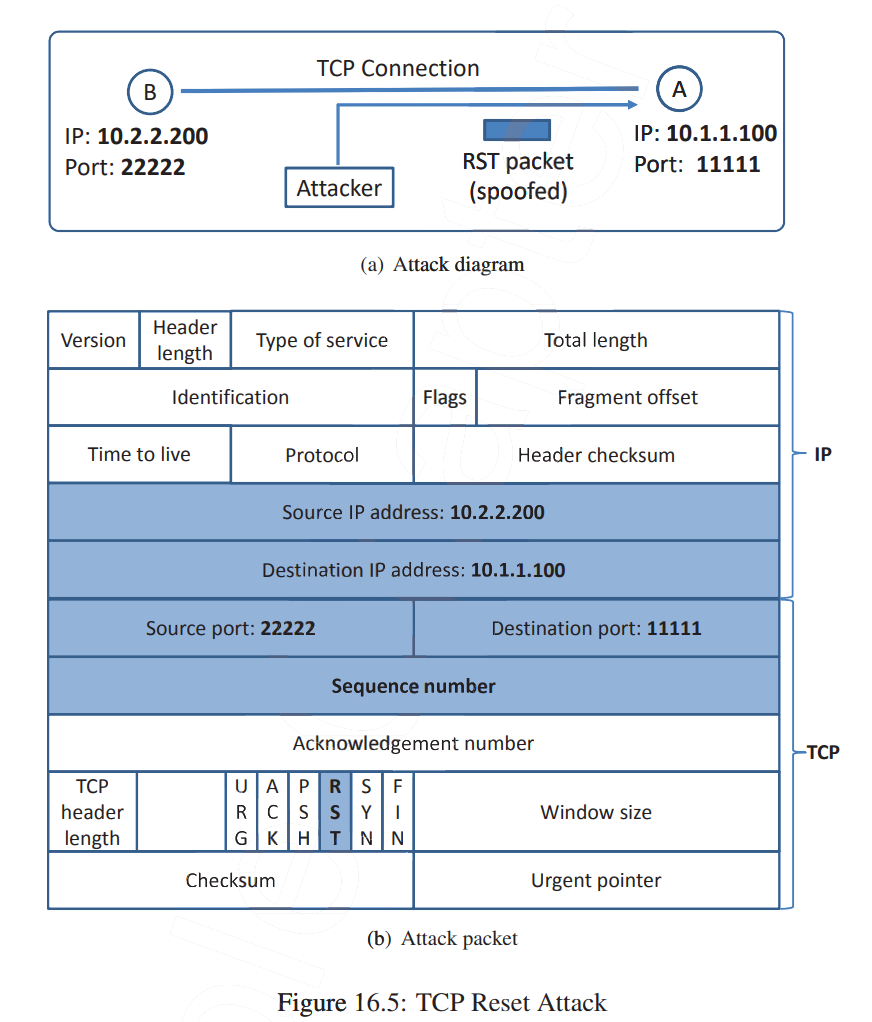 TCP Connection
B
A
IP: 10.2.2.200
Port: 22222
IP: 10.1.1.100
Port: 11111
Attacker
RST packet
(spoofed)
(a) Attack diagram
Version
Header
length
Type of service
Total length
Identification
Flags
Fragment offset
Time to live
Protocol
Header checksum
IP
Source IP address: 10.2.2.200
Destination IP address: 10.1.1.100
Source port: 22222
Destination port: 11111
Sequence number
Acknowledgement number
TCP
TCP
header
length
URG
ACK
PSH
RST
SYN
FIN
Window size
Checksum
Urgent pointer
(b) Attack packet
Figure 16.5: TCP Reset Attack